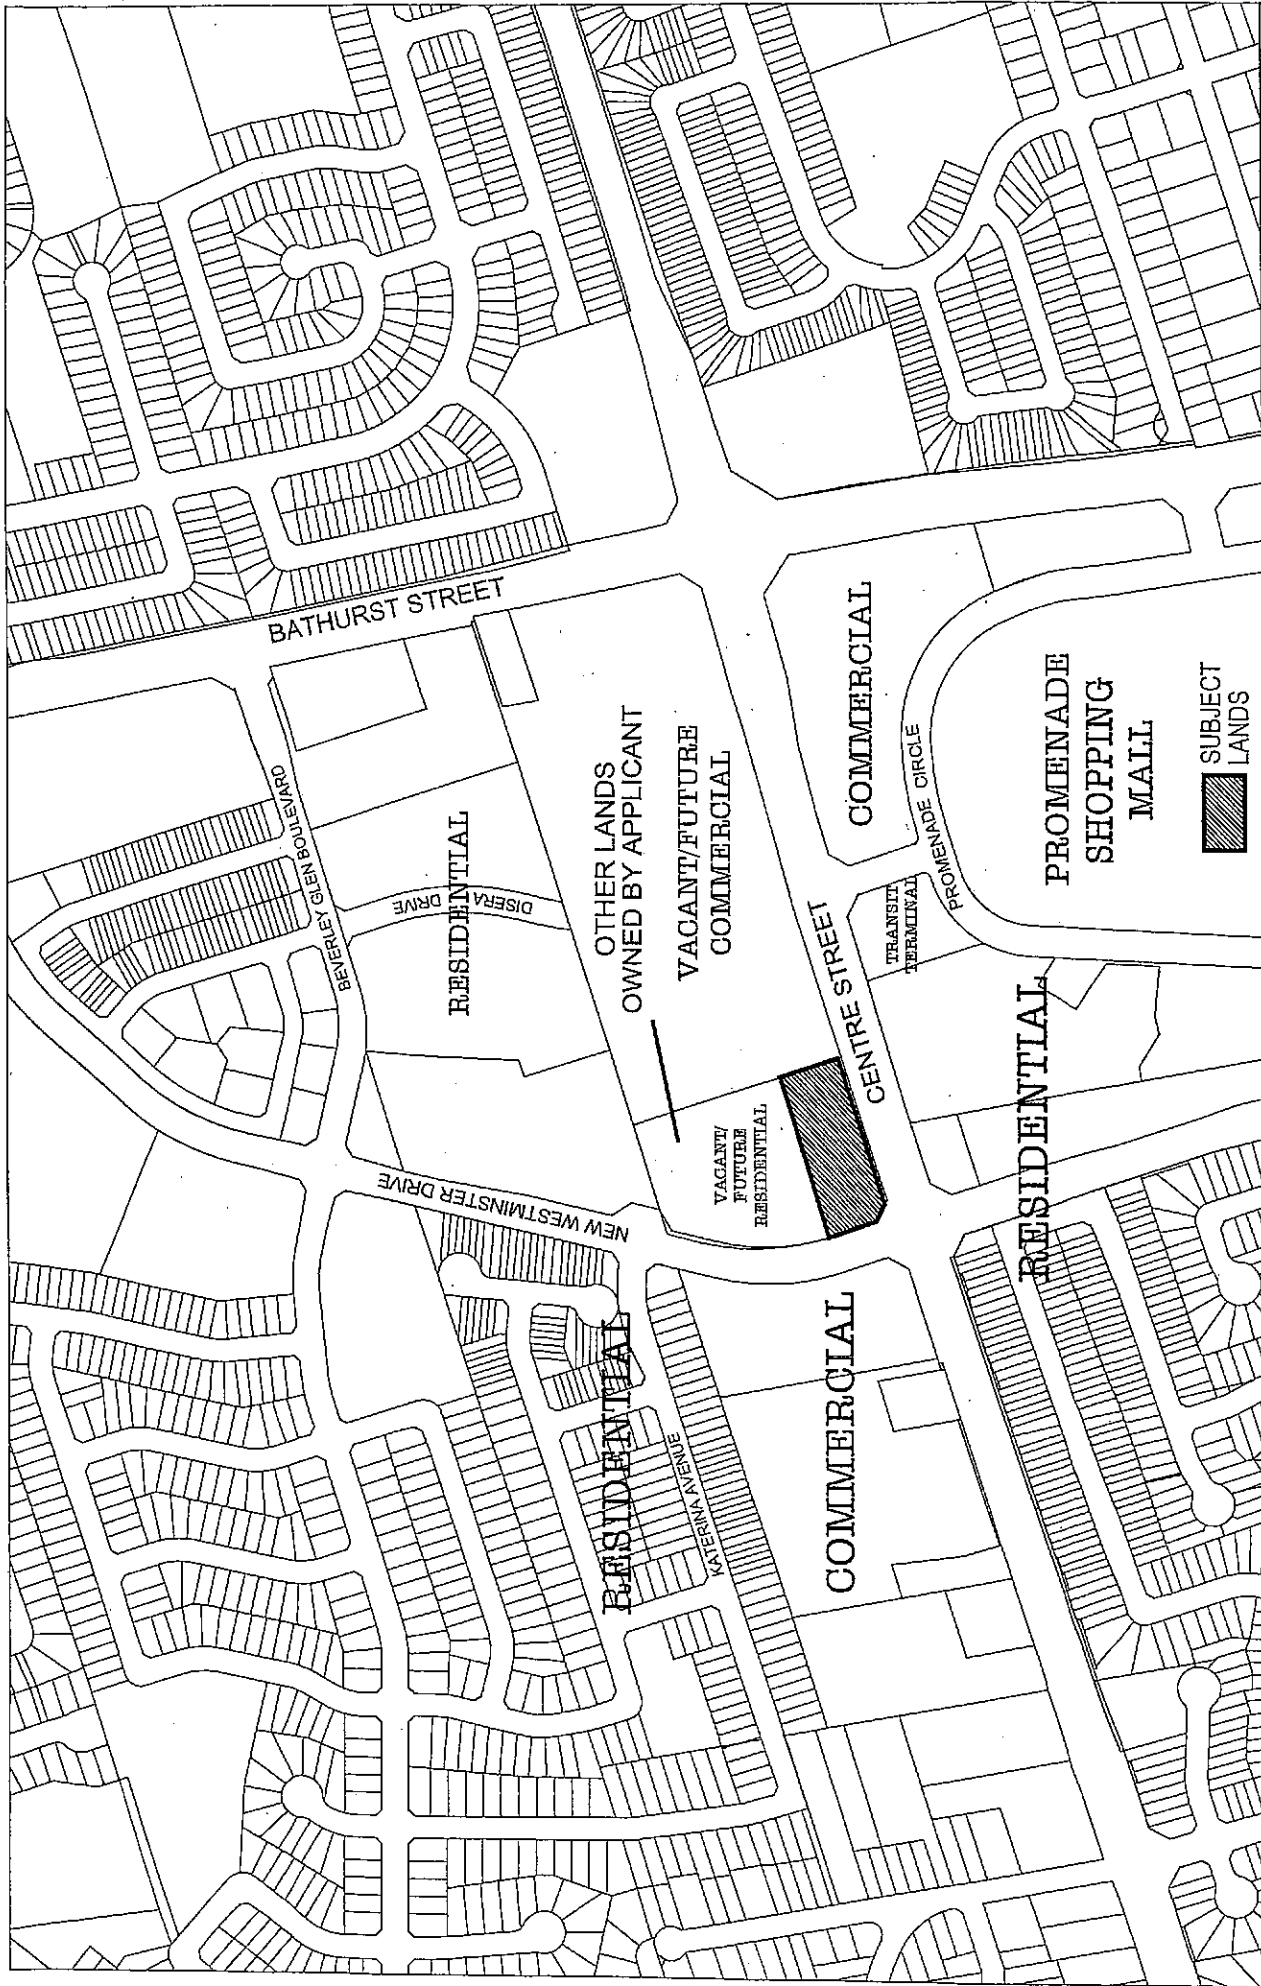 BATHURST STREET
BEVERLEY GLEN BOULEVARD
DISERA DRIVE
RESIDENTIAL
OTHER LANDS
OWNED BY APPLICANT
VACANT/FUTURE
COMMERCIAL
COMMERCIAL
PROMENADE CIRCLE
PROMENADE
SHOPPING
MALL
SUBJECT
LANDS
TRANSIT
TERMINAL
CENTRE STREET
VACANT/
FUTURE
RESIDENTIAL
NEW WESTMINSTER DRIVE
RESIDENTIAL
RESIDENTIAL
KATERINA AVENUE
COMMERCIAL